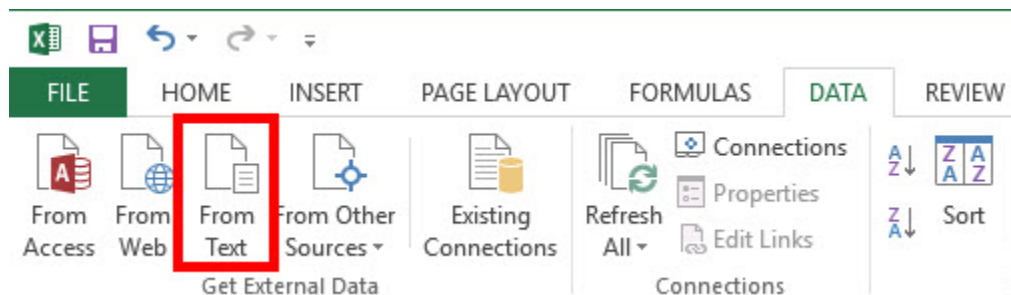 FILE HOME INSERT PAGE LAYOUT FORMULAS DATA REVIEW
From Access
From Web
From Text
From Other Sources
Existing Connections
Refresh All
Connections
Properties
Edit Links
Sort
Get External Data
Connections